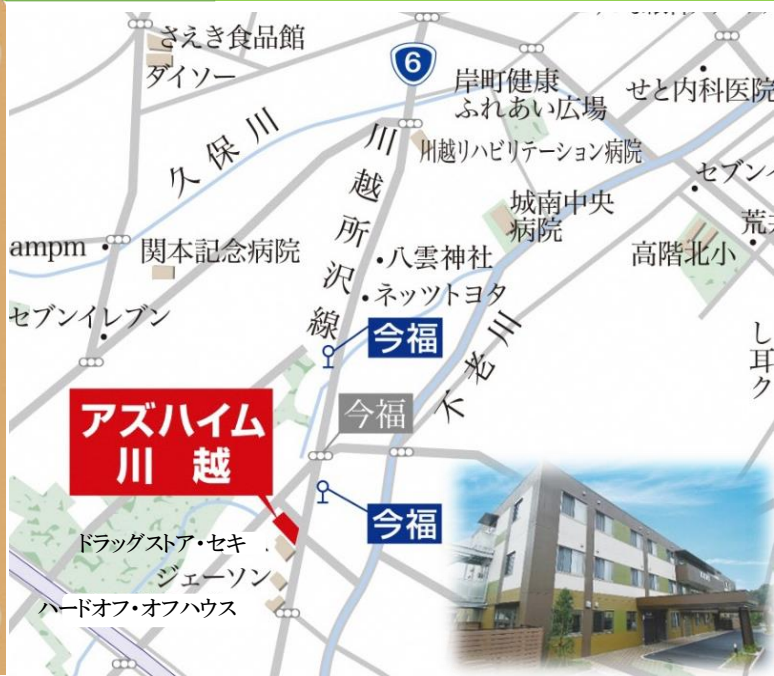 さえき食品館
ダイソー
6
岸町健康
ふれあい広場
せと内科医院
久保川
川越所沢線
川越リハビリテーション病院
セブンイ
城南中央
病院
荒
高階北小
ampm
関本記念病院
八雲神社
ネッツトヨタ
セブンイレブン
今福
不老川
し
耳
ク
アズハイム
川越
今福
今福
ドラッグストア・セキ
ジェーソン
ハードオフ・オフハウス